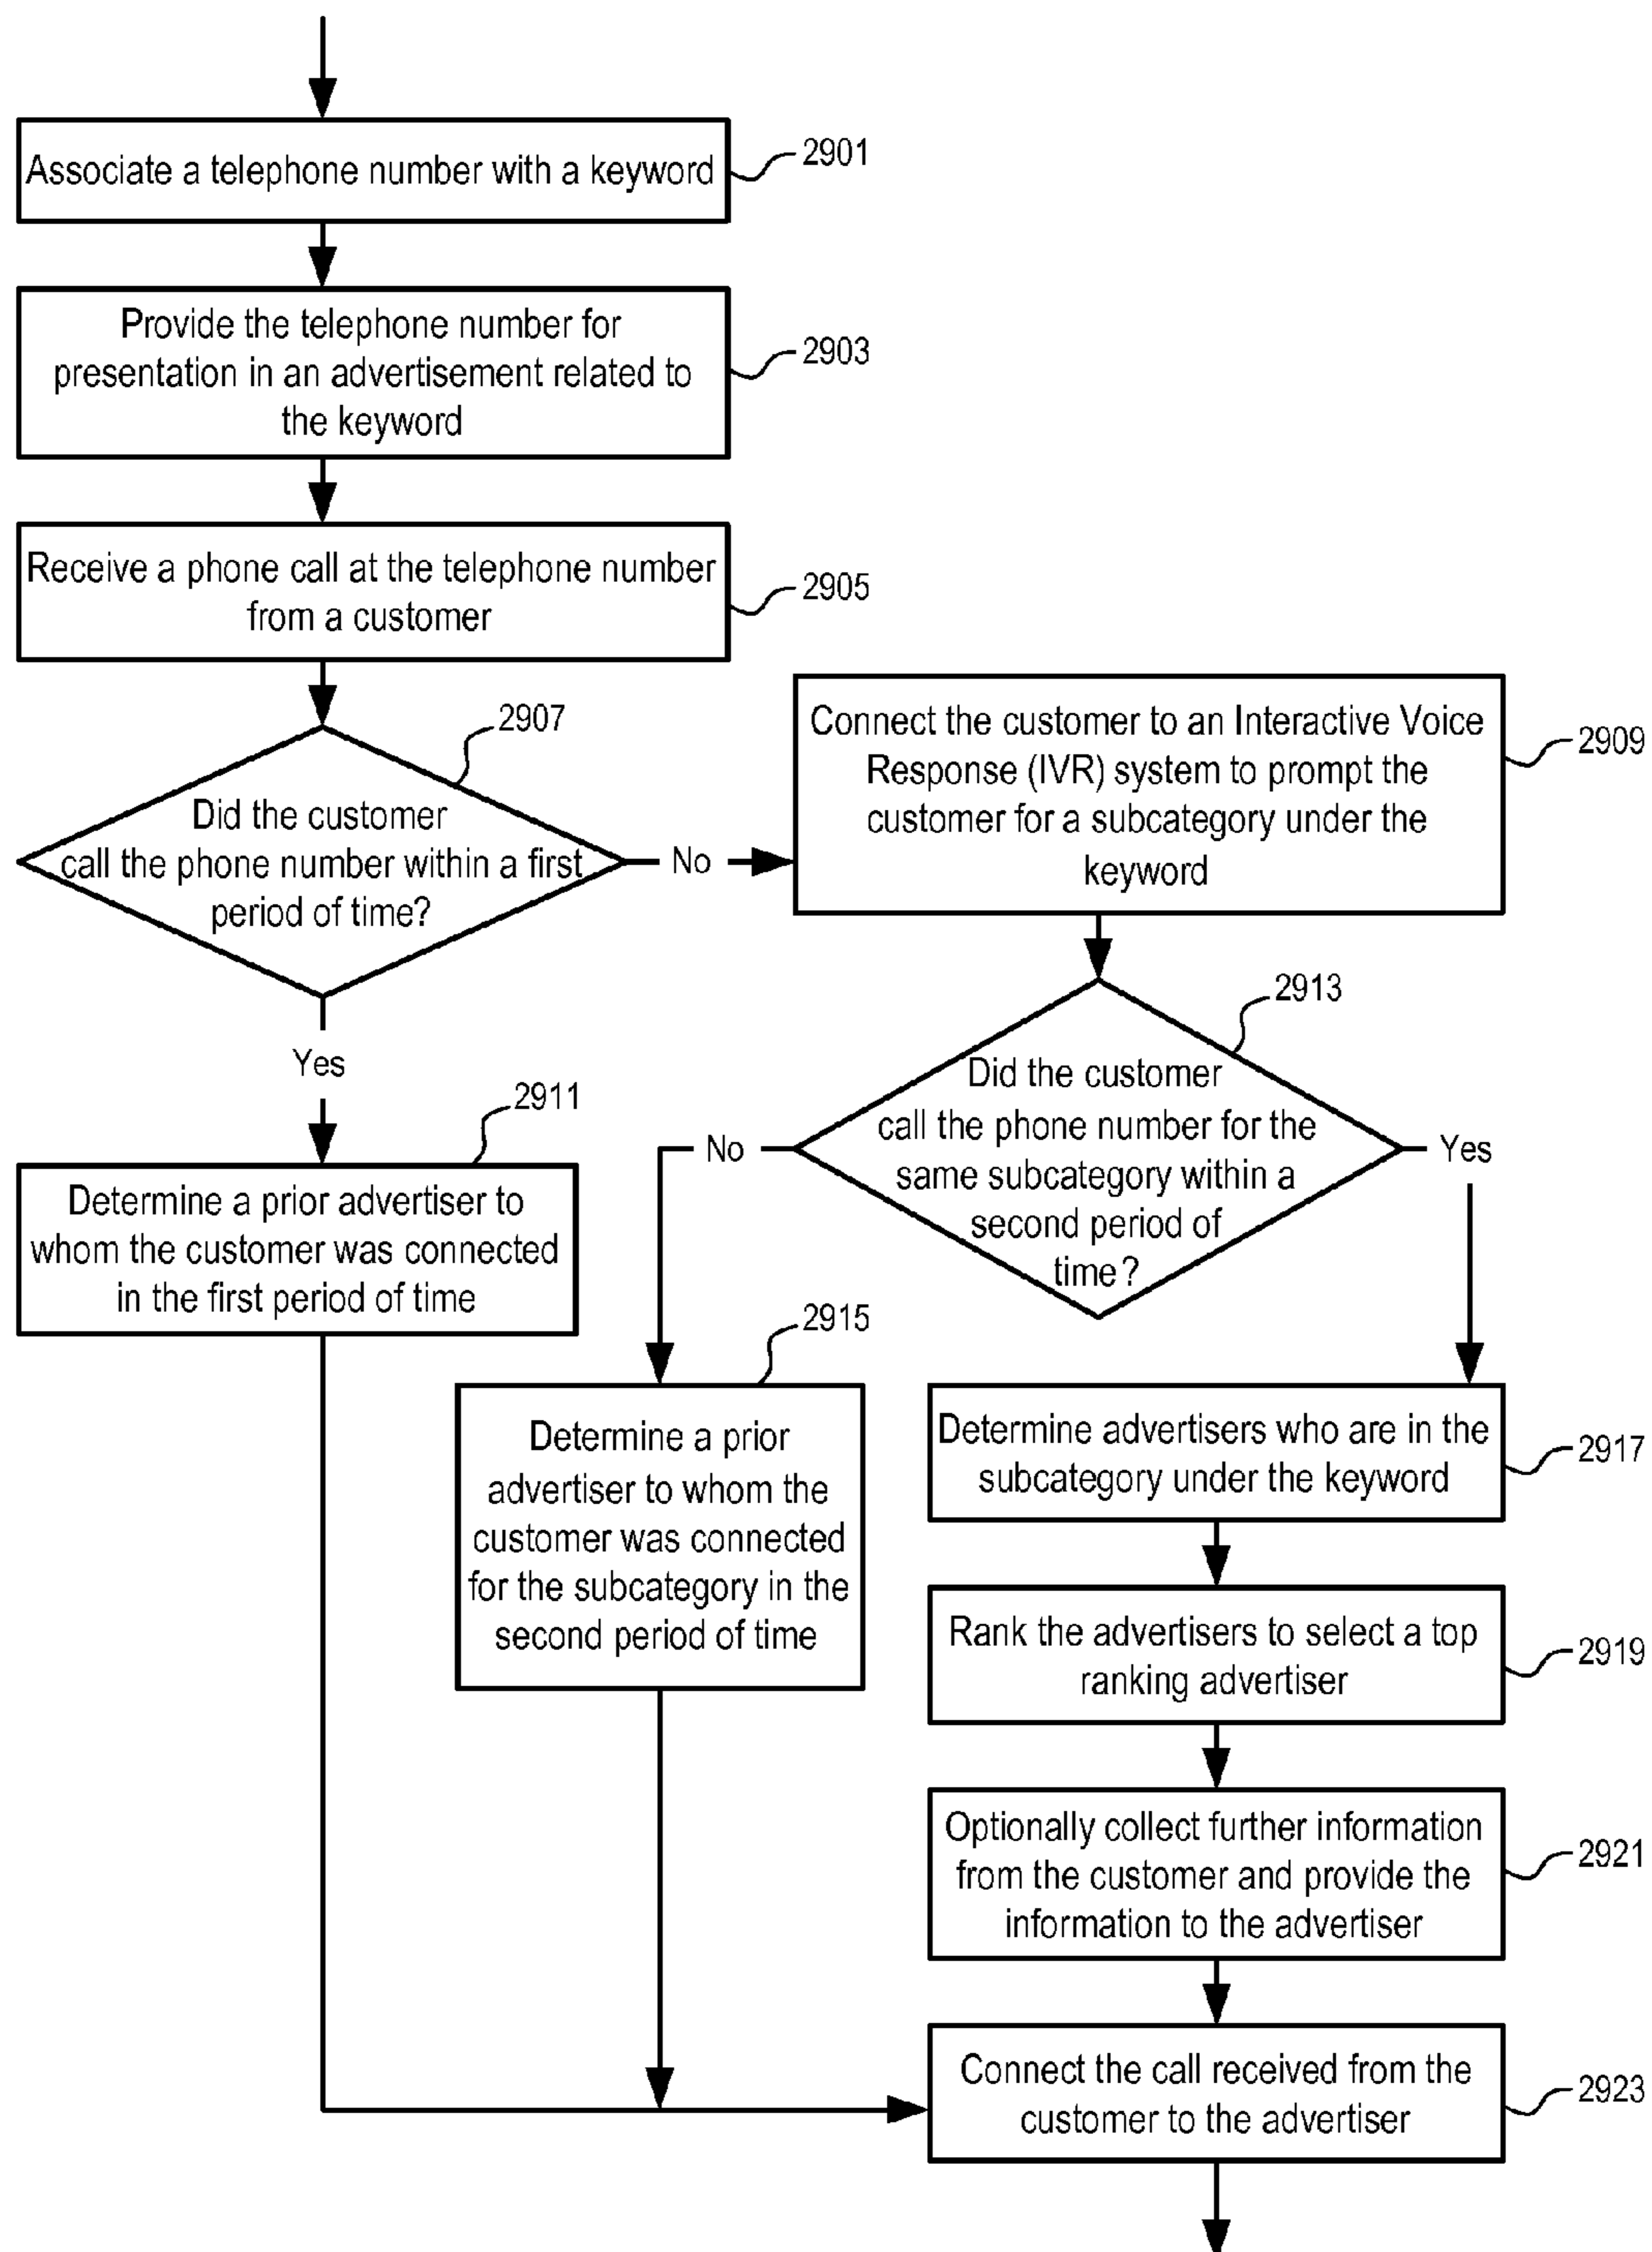 Associate a telephone number with a keyword
2901
Provide the telephone number for
presentation in an advertisement related to
the keyword
2903
Receive a phone call at the telephone number
from a customer
2905
2907
Did the customer
call the phone number within a first
period of time?
No
Connect the customer to an Interactive Voice
Response (IVR) system to prompt the
customer for a subcategory under the
keyword
2909
Yes
2911
Determine a prior advertiser to
whom the customer was connected
in the first period of time
2913
Did the customer
call the phone number for the
same subcategory within a
second period of
time?
No
Yes
2915
Determine a prior
advertiser to whom the
customer was connected
for the subcategory in the
second period of time
Determine advertisers who are in the
subcategory under the keyword
2917
Rank the advertisers to select a top
ranking advertiser
2919
Optionally collect further information
from the customer and provide the
information to the advertiser
2921
Connect the call received from the
customer to the advertiser
2923